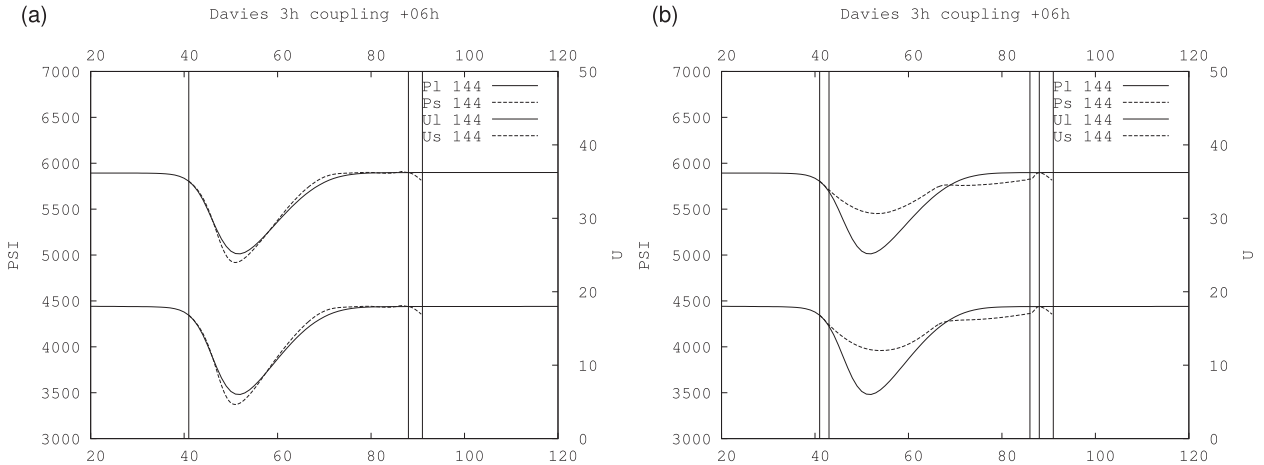 (a)
Davies 3h coupling +06h
20 40 60 80 100 120
7000 50
Pl 144
Ps 144
6500
Ul 144
Us 144
40
6000
5500 30
PSI 5000 U
4500 20
4000
10
3500
3000 0
20 40 60 80 100 120
(b)
Davies 3h coupling +06h
20 40 60 80 100 120
7000 50
Pl 144
Ps 144
6500
Ul 144
Us 144
40
6000
5500 30
PSI 5000 U
4500 20
4000
10
3500
3000 0
20 40 60 80 100 120